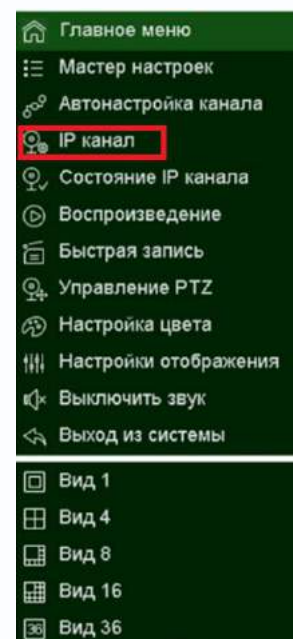 Главное меню
Мастер настроек
Автонастройка канала
IP канал
Состояние IP канала
Воспроизведение
Быстрая запись
Управление PTZ
Настройка цвета
Настройки отображения
Выключить звук
Выход из системы
Вид 1
Вид 4
Вид 8
Вид 16
36 Вид 36